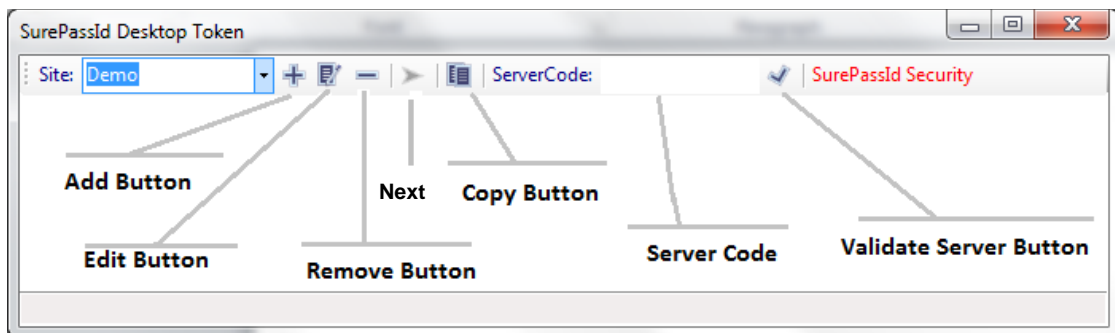 SurePassId Desktop Token
Site: Demo ServerCode: SurePassId Security
Add Button
Next
Copy Button
Edit Button
Remove Button
Server Code
Validate Server Button